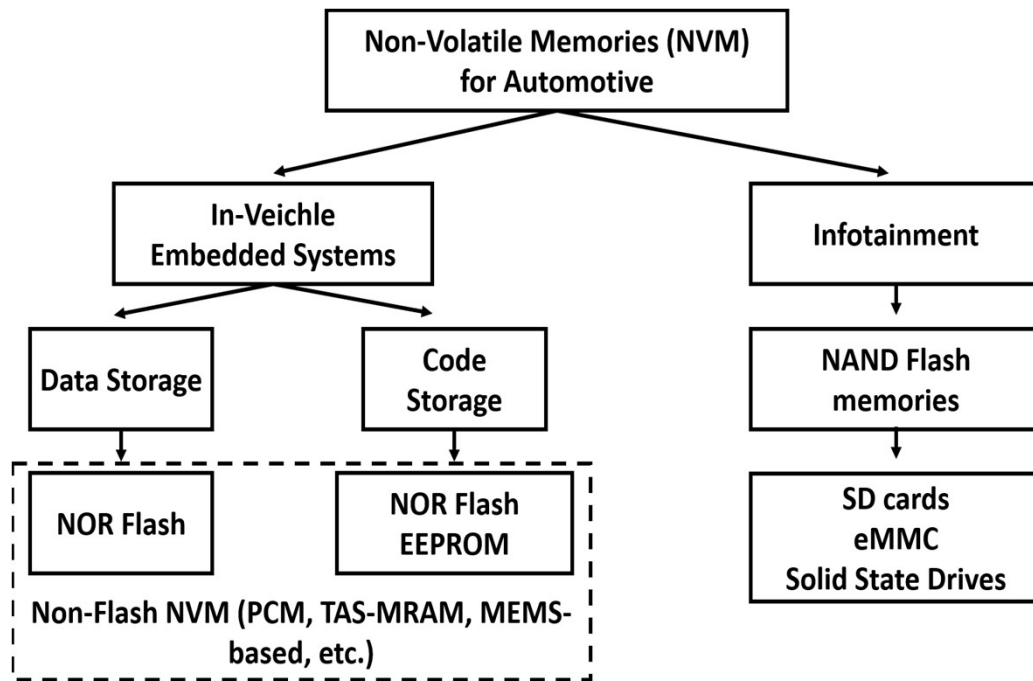 Non-Volatile Memories (NVM)
for Automotive
In-Veichle
Embedded Systems
Infotainment
Data Storage
Code
Storage
NAND Flash
memories
NOR Flash
NOR Flash
EEPROM
SD cards
eMMC
Solid State Drives
Non-Flash NVM (PCM, TAS-MRAM, MEMS-
based, etc.)